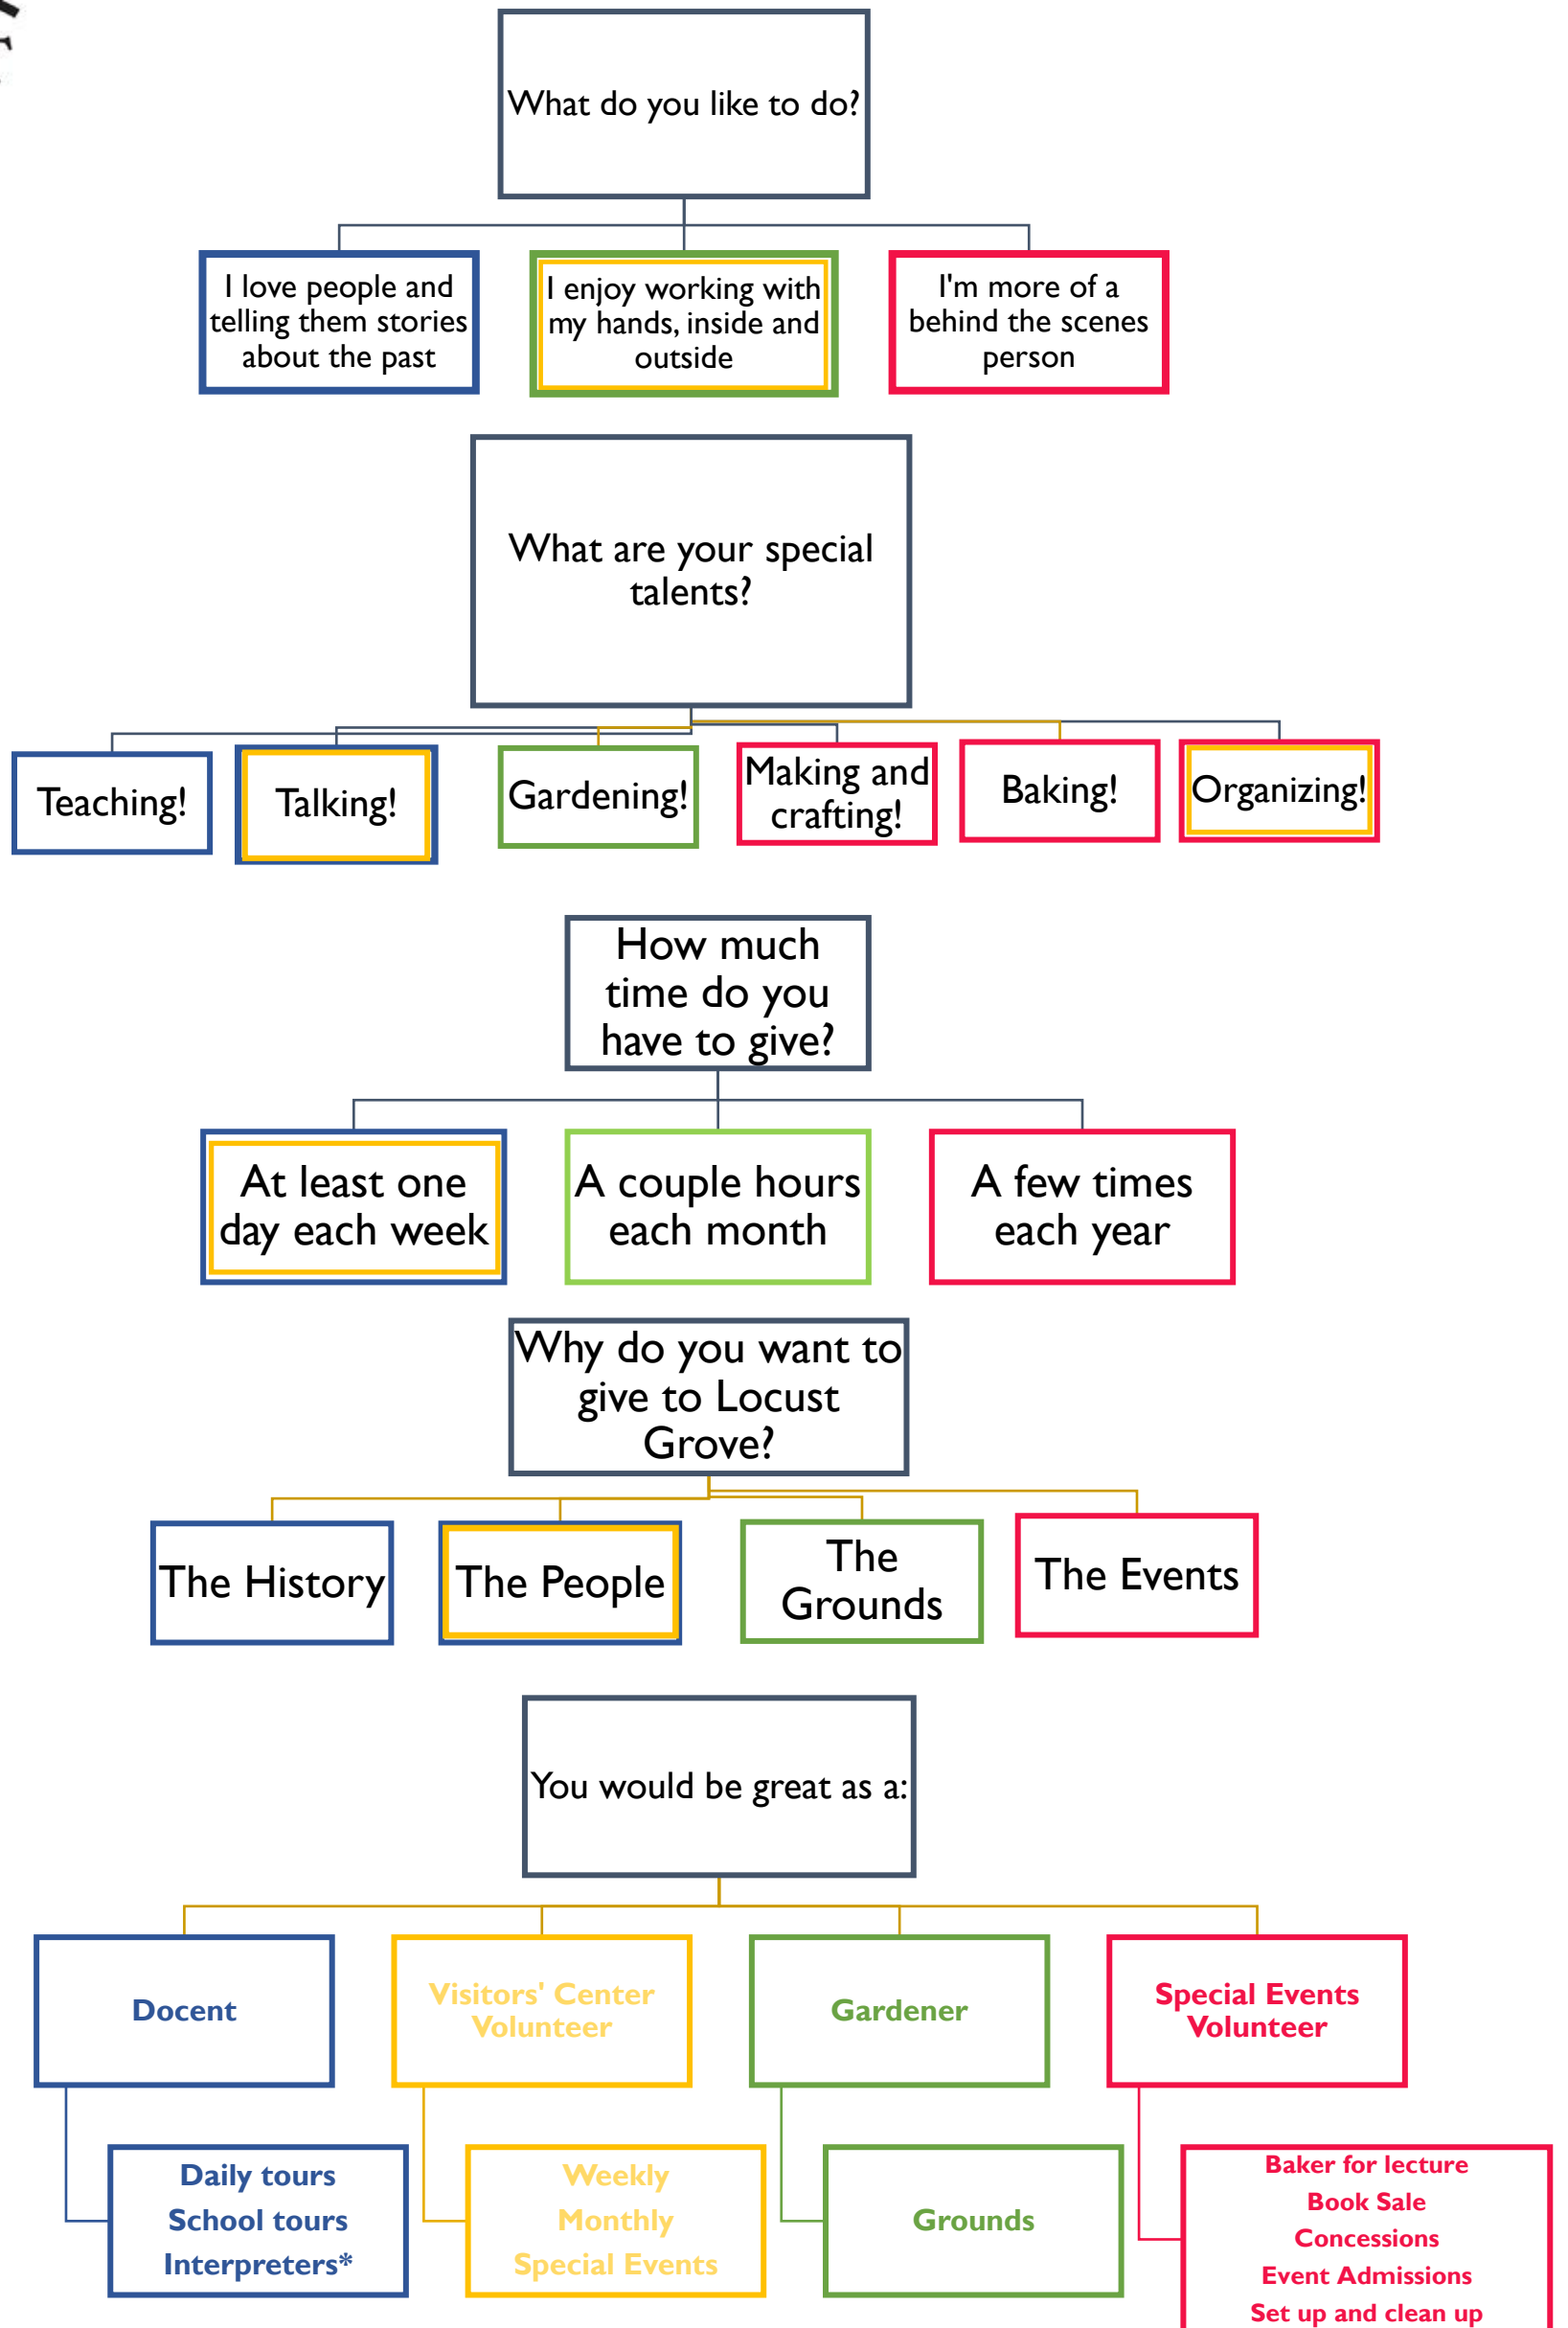 What do you like to do?
I love people and
telling them stories
about the past
I enjoy working with
my hands, inside and
outside
I'm more of a
behind the scenes
person
What are your special
talents?
Teaching!
Talking!
Gardening!
Making and
crafting!
Baking!
Organizing!
How much
time do you
have to give?
At least one
day each week
A couple hours
each month
A few times
each year
Why do you want to
give to Locust
Grove?
The History
The People
The
Grounds
The Events
You would be great as a:
Docent
Visitors' Center
Volunteer
Gardener
Special Events
Volunteer
Daily tours
School tours
Interpreters*
Weekly
Monthly
Special Events
Grounds
Baker for lecture
Book Sale
Concessions
Event Admissions
Set up and clean up